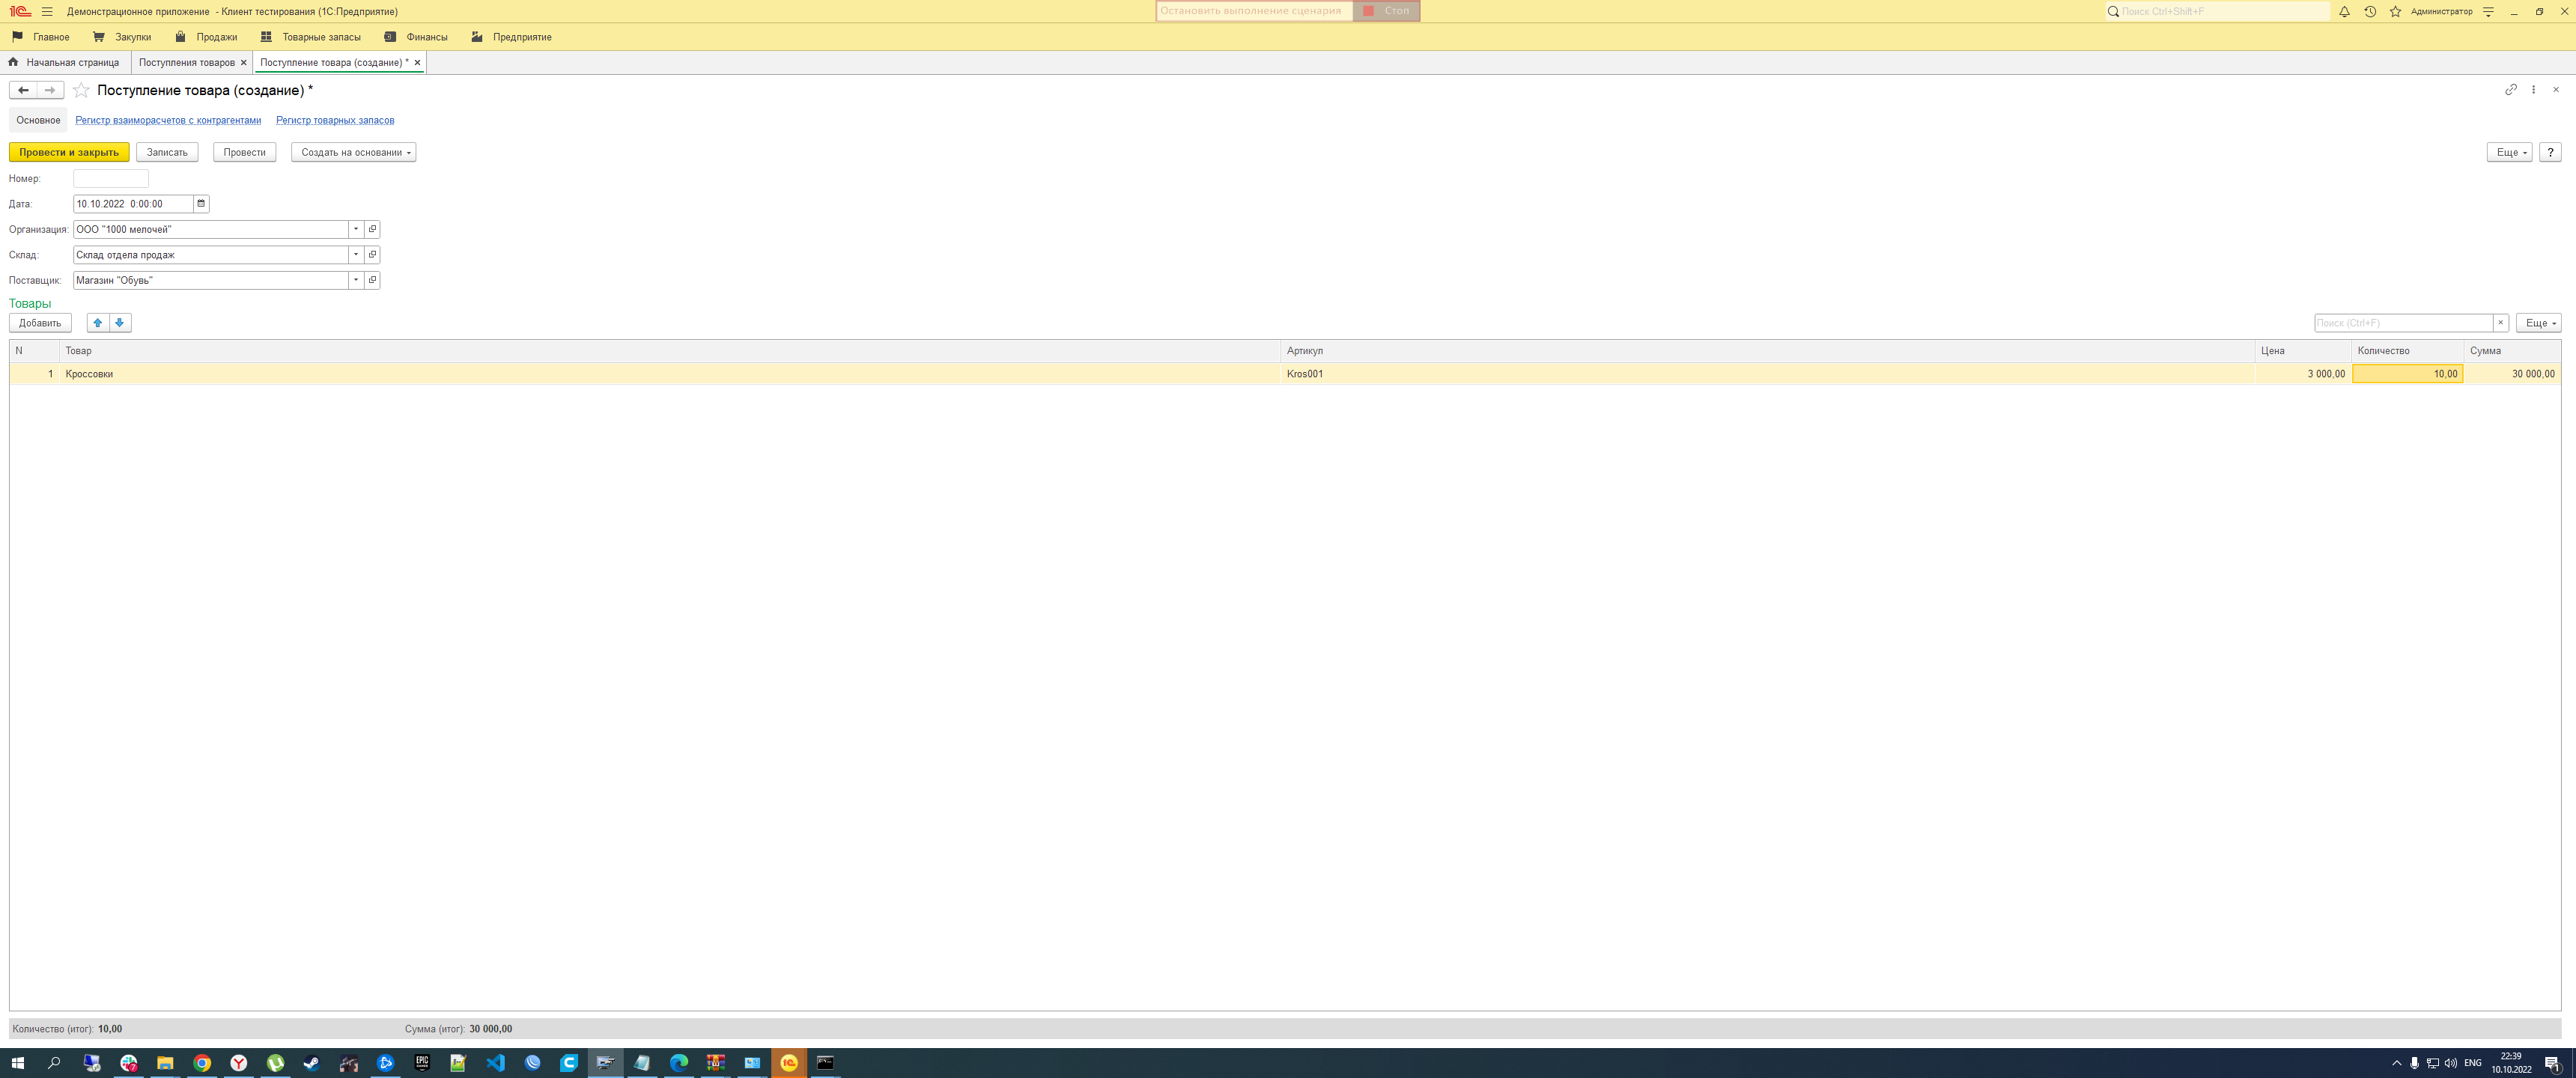 Демонстрационное приложение - Клиент тестирования (1С:Предприятие)
Остановить выполнение сценария Стоп
Поиск Ctrl+Shift+F
Администратор
Главное Закупки Продажи Товарные запасы Финансы Предприятие
Начальная страница Поступления товаров × Поступление товара (создание) * ×
Поступление товара (создание) *
Основное Регистр взаиморасчетов с контрагентами Регистр товарных запасов
Провести и закрыть Записать Провести Создать на основании Еще ?
Номер:
Дата: 10.10.2022 0:00:00
Организация: ООО "1000 мелочей"
Склад: Склад отдела продаж
Поставщик: Магазин "Обувь"
Товары
Добавить Поиск (Ctrl+F) × Еще
N Товар Артикул Цена Количество Сумма
1 Кроссовки Kros001 3 000,00 10,00 30 000,00
Количество (итог): 10,00 Сумма (итог): 30 000,00
ENG
22:39
10.10.2022